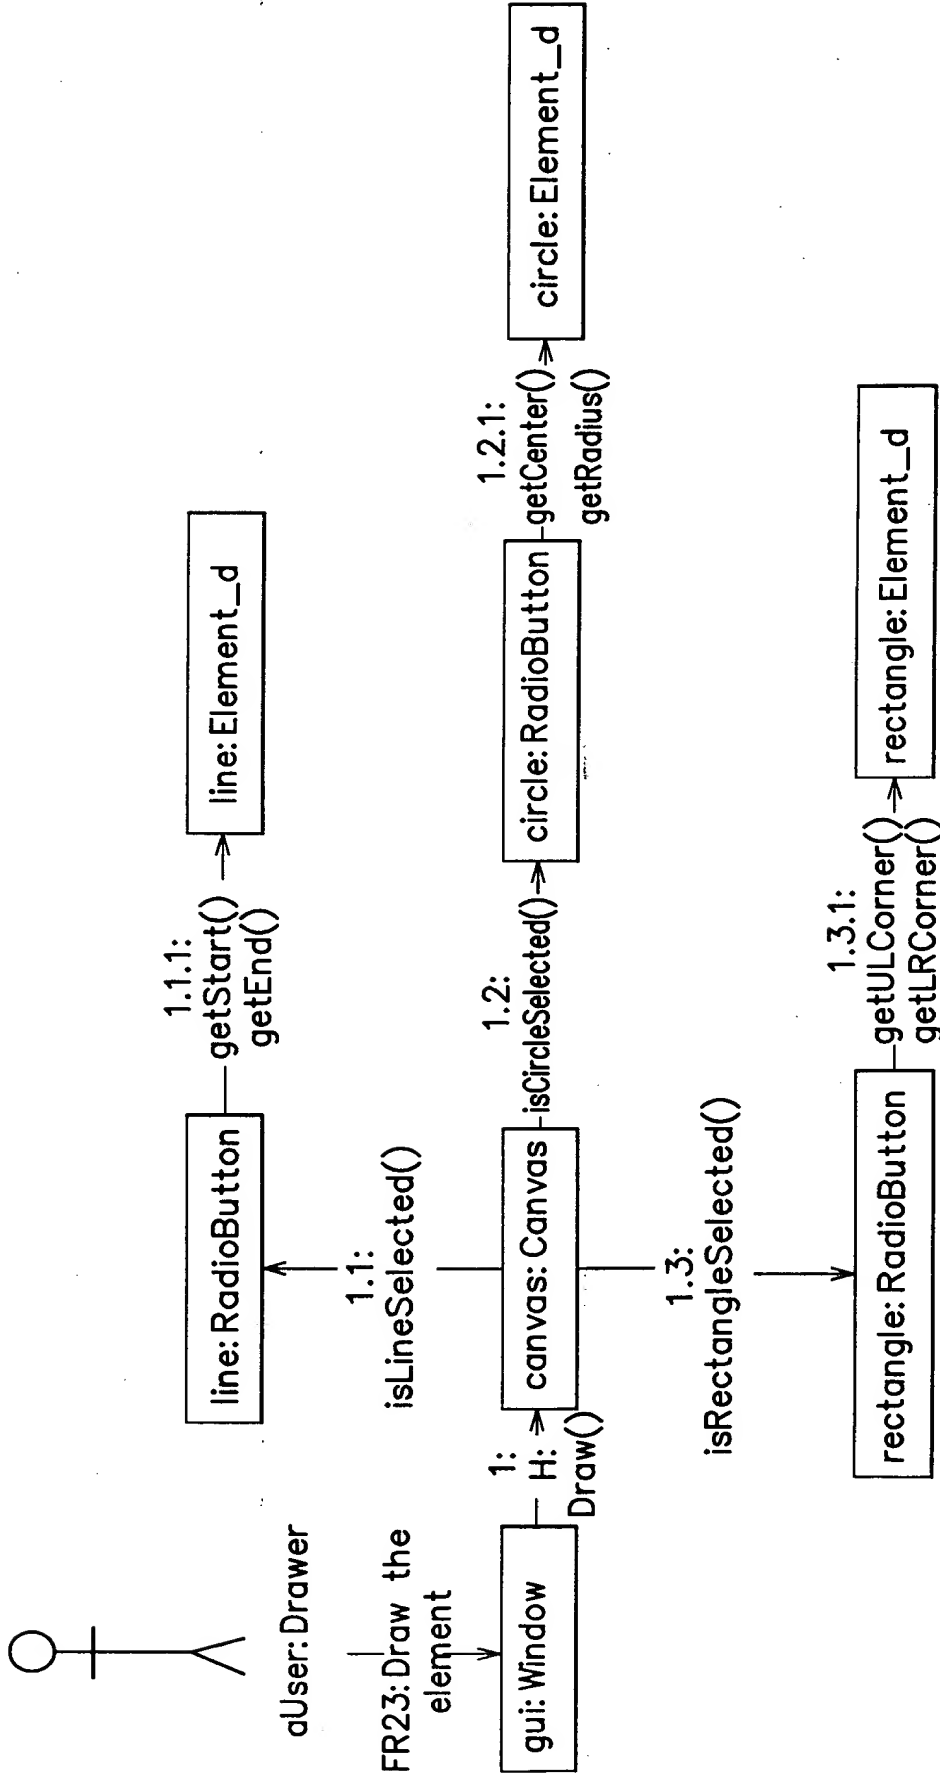 aUser:Drawer
FR23:Draw the
element
gui:Window
1:
H:
Draw()
canvas:Canvas
1.1:
isLineSelected()
line:RadioButton
1.1.1:
getStart()
getEnd()
line:Element_d
1.2:
isCircleSelected()
circle:RadioButton
1.2.1:
getCenter()
getRadius()
circle:Element_d
1.3:
isRectangleSelected()
rectangle:RadioButton
1.3.1:
getULCorner()
getLRCorner()
rectangle:Element_d